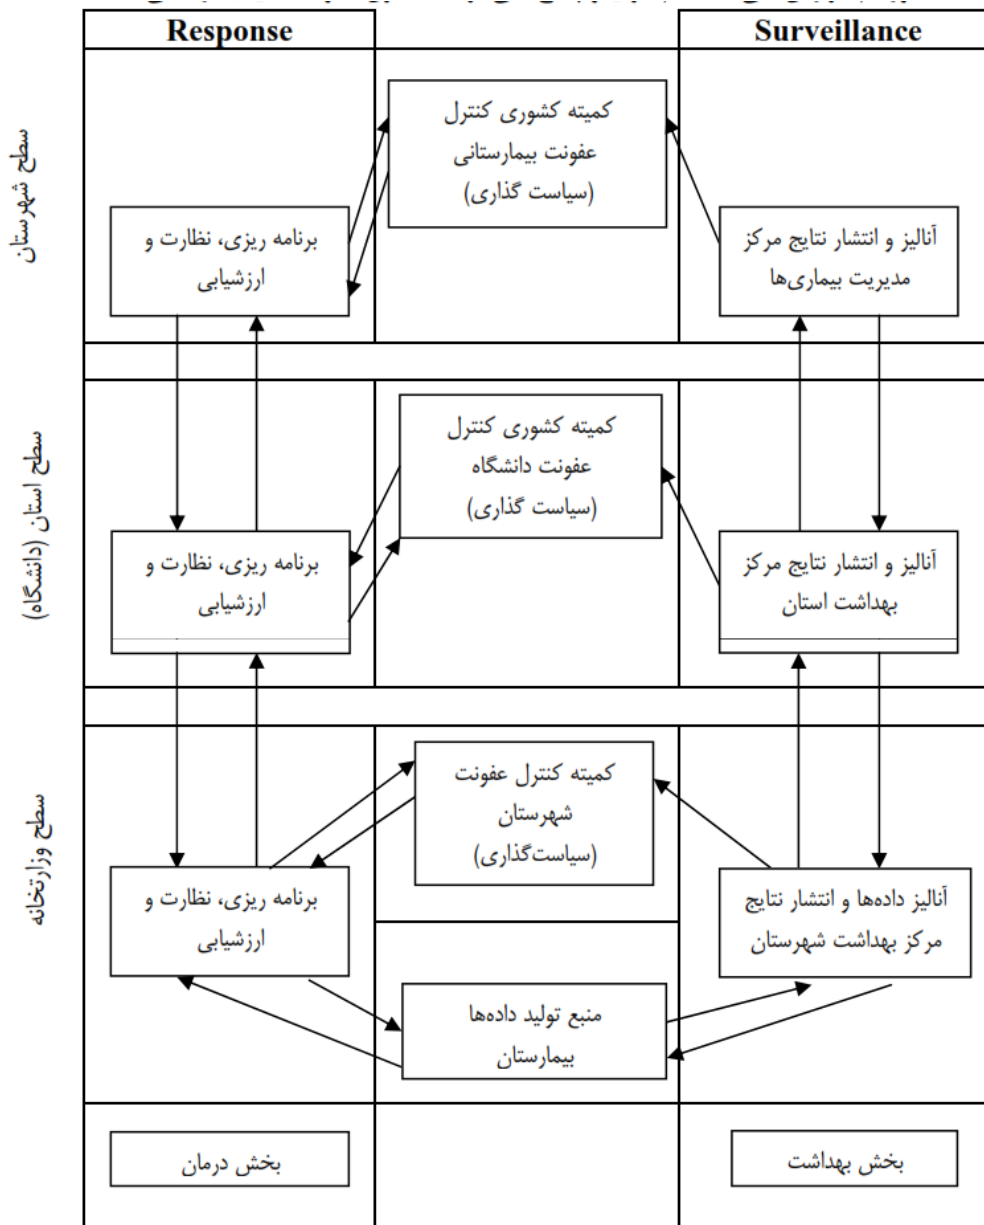 Response
Surveillance
سطح شهرستان
کمیته کشوری کنترل
عفونت بیمارستانی
(سیاست گذاری)
آنالیز و انتشار نتایج مرکز
مدیریت بیماری‌ها
برنامه ریزی، نظارت و
ارزشیابی
سطح استان (دانشگاه)
کمیته کشوری کنترل
عفونت دانشگاه
(سیاست گذاری)
آنالیز و انتشار نتایج مرکز
بهداشت استان
برنامه ریزی، نظارت و
ارزشیابی
سطح وزارتخانه
کمیته کنترل عفونت
شهرستان
(سیاست‌گذاری)
آنالیز داده‌ها و انتشار نتایج
مرکز بهداشت شهرستان
برنامه ریزی، نظارت و
ارزشیابی
منبع تولید داده‌ها
بیمارستان
بخش بهداشت
بخش درمان